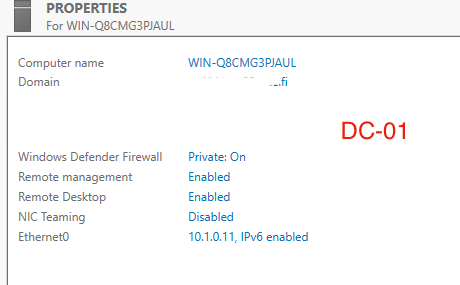 PROPERTIES
For WIN-Q8CMG3PJAUL
Computer name WIN-Q8CMG3PJAUL
Domain .fi
DC-01
Windows Defender Firewall Private: On
Remote management Enabled
Remote Desktop Enabled
NIC Teaming Disabled
Ethernet0 10.1.0.11, IPv6 enabled